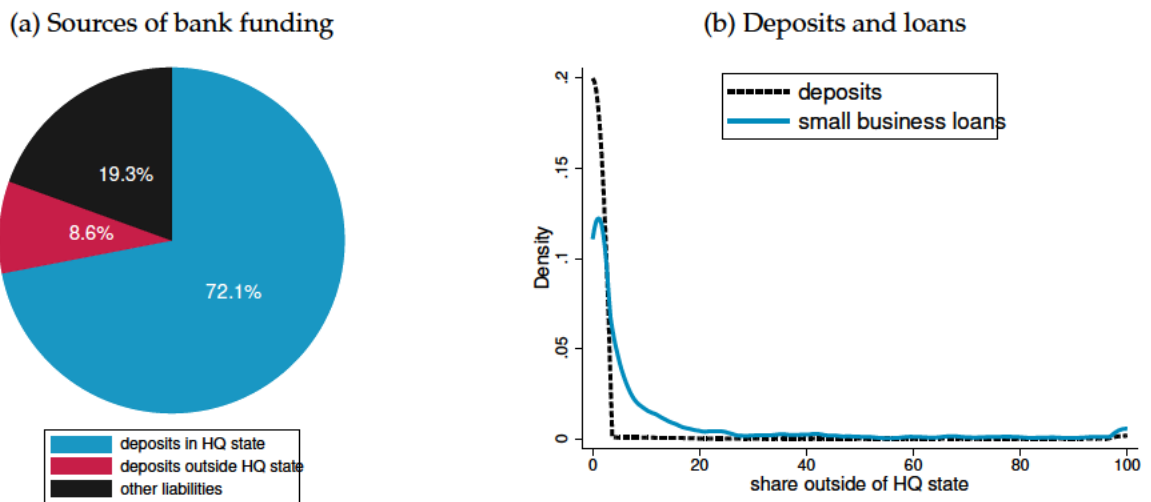 (a) Sources of bank funding
19.3%
8.6%
72.1%
deposits in HQ state
deposits outside HQ state
other liabilities
(b) Deposits and loans
deposits
small business loans
Density
.2
.15
.1
.05
0
0 20 40 60 80 100
share outside of HQ state